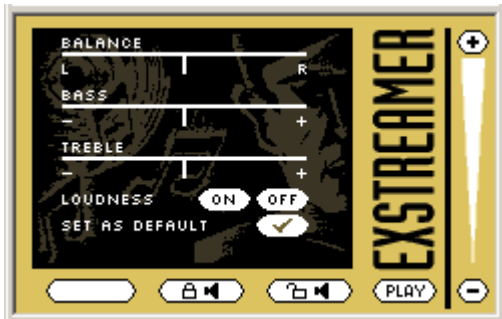 BALANCE
L R
BASS
- +
TREBLE
- +
LOUDNESS ON OFF
SET AS DEFAULT
EXSTREAMER
+
-
PLAY